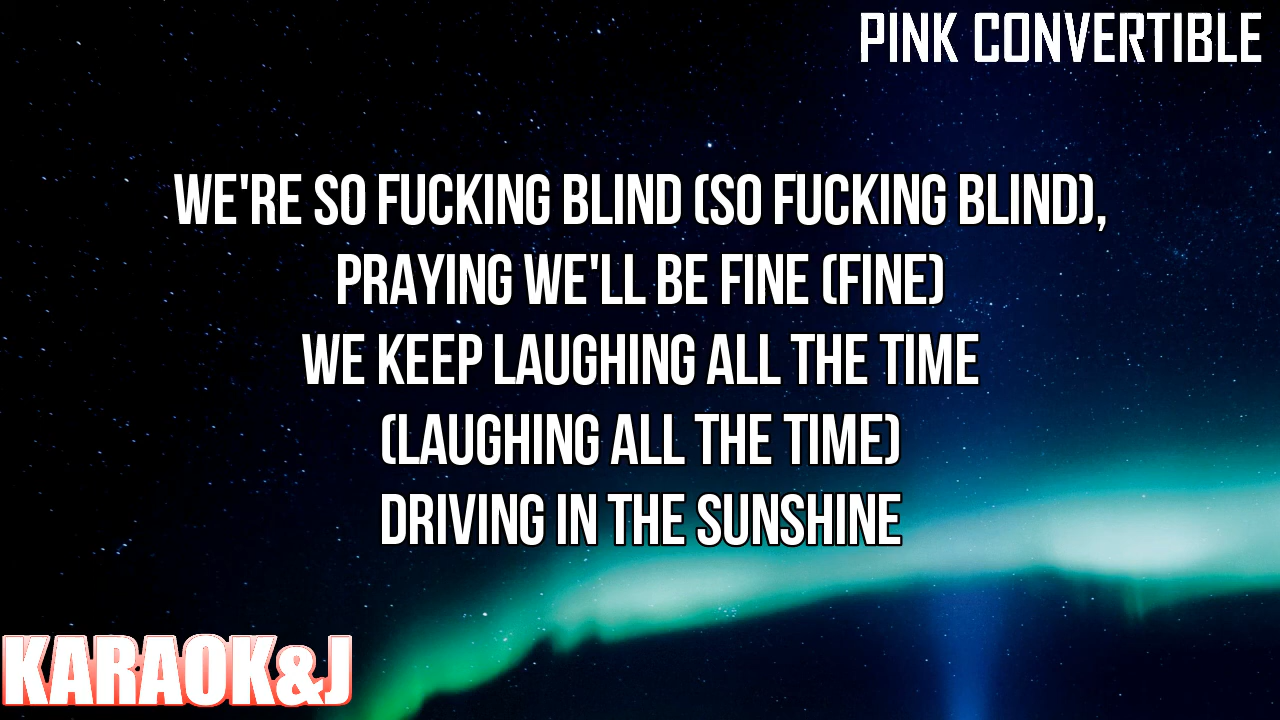 PINK CONVERTIBLE
WE'RE SO FUCKING BLIND (SO FUCKING BLIND),
PRAYING WE'LL BE FINE (FINE)
WE KEEP LAUGHING ALL THE TIME
(LAUGHING ALL THE TIME)
DRIVING IN THE SUNSHINE
KARAOK&J